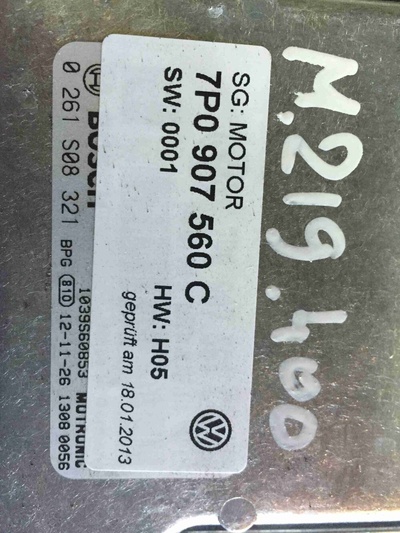 M.219.400
SG: MOTOR
7P0 907 560 C
SW: 0001
HW: H05
geprüft am 18.01.2013
BOSCH
0 261 S08 321
BPG 810 12-11-26 1308 0056
1039S60853 MOTRONIC